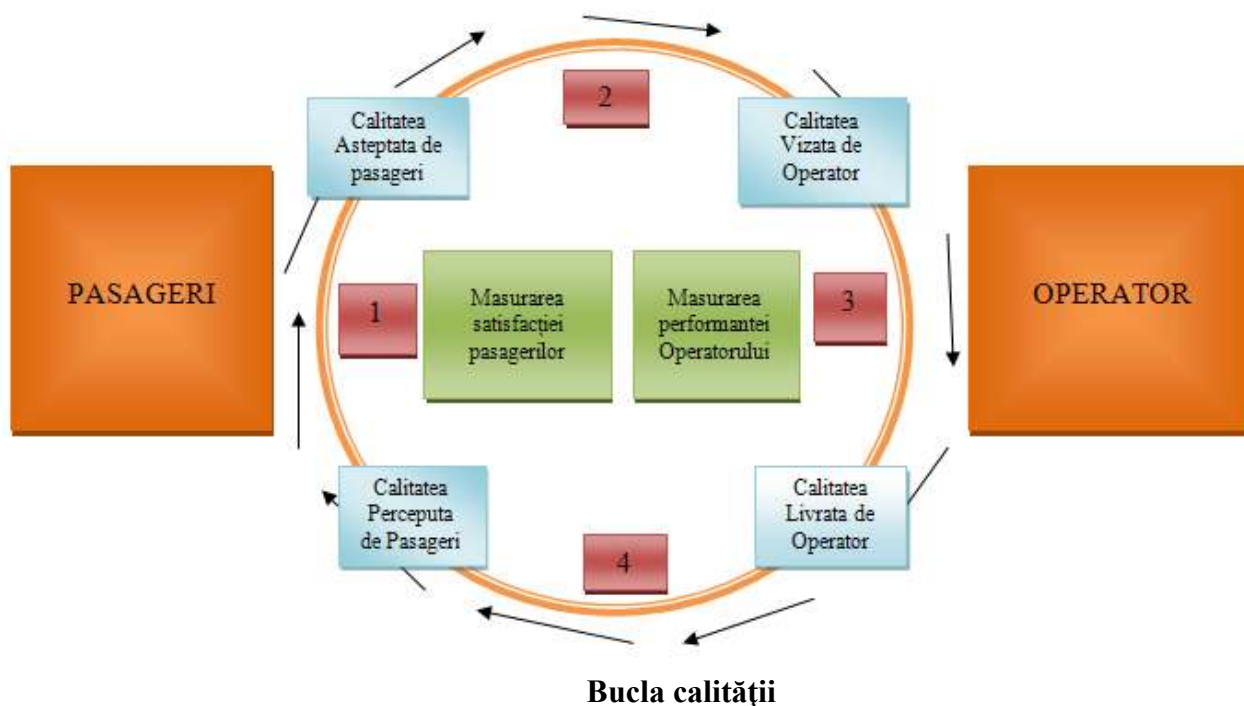 2
Calitatea
Asteptata de
pasageri
Calitatea
Vizata de
Operator
PASAGERI
1
Masurarea
satisfacției
pasagerilor
Masurarea
performantei
Operatorului
3
OPERATOR
Calitatea
Perceputa
de Pasageri
4
Calitatea
Livrata de
Operator
Bucla calităţii